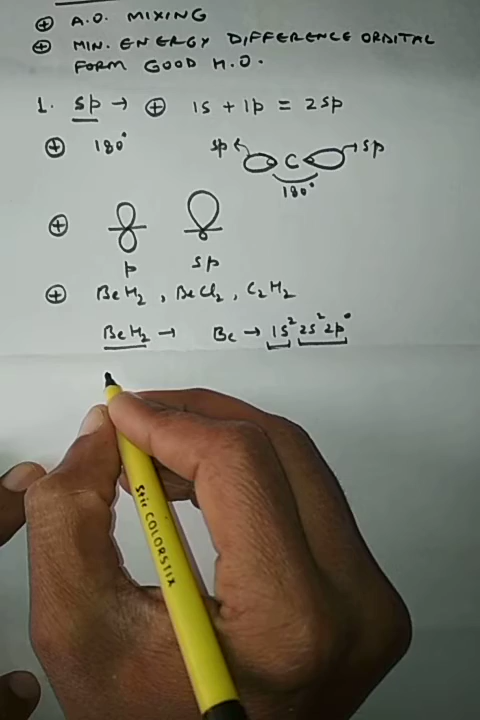 ⊕ A.O. MIXING
⊕ MIN. ENERGY DIFFERENCE ORBITAL
FORM GOOD H.O.
1. sp → ⊕ 1s + 1p = 2sp
⊕ 180°
sp C sp
180°
⊕
p sp
⊕ BeH₂, BeCl₂, C₂H₂
BeH₂ → Be → 1s² 2s² 2p⁰
Stic COLORSTIX